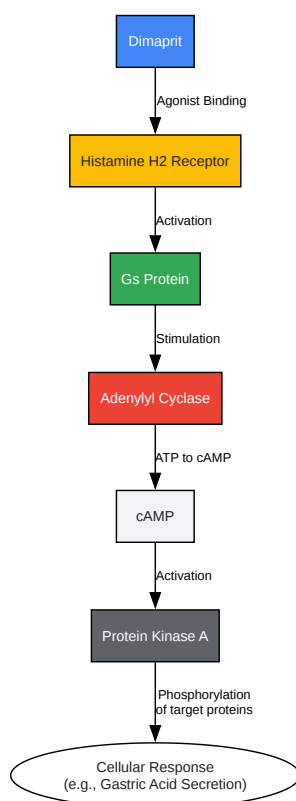 Dimaprit
Agonist Binding
Histamine H2 Receptor
Activation
Gs Protein
Stimulation
Adenylyl Cyclase
ATP to cAMP
cAMP
Activation
Protein Kinase A
Phosphorylation
of target proteins
Cellular Response
(e.g., Gastric Acid Secretion)